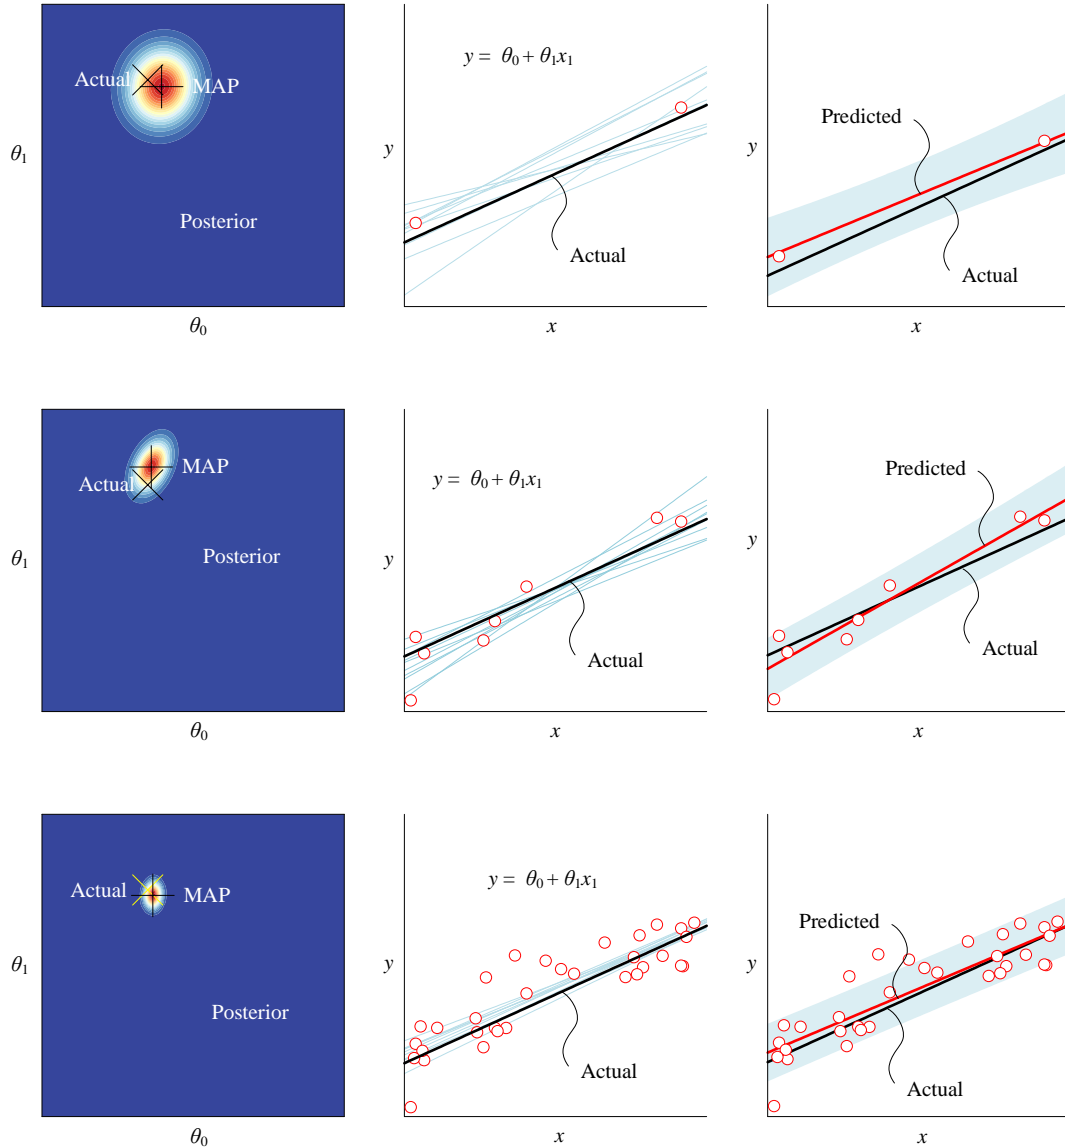 Actual
MAP
θ1
Posterior
θ0
y = θ0 + θ1x1
y
Actual
x
Predicted
y
Actual
x
MAP
Actual
θ1
Posterior
θ0
y = θ0 + θ1x1
y
Actual
x
Predicted
y
Actual
x
Actual
MAP
θ1
Posterior
θ0
y = θ0 + θ1x1
y
Actual
x
Predicted
y
Actual
x